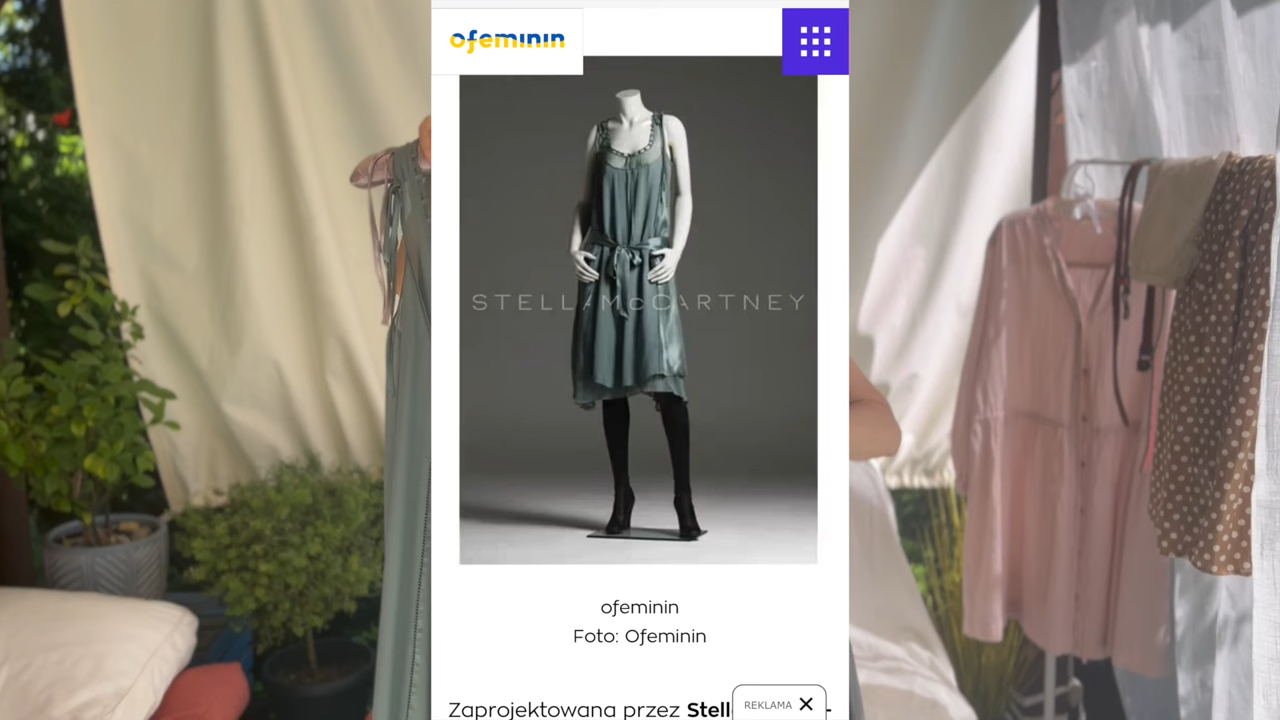 ofeminin
STELLA McCARTNEY
ofeminin
Foto: Ofeminin
Zaprojektowana przez
REKLAMA